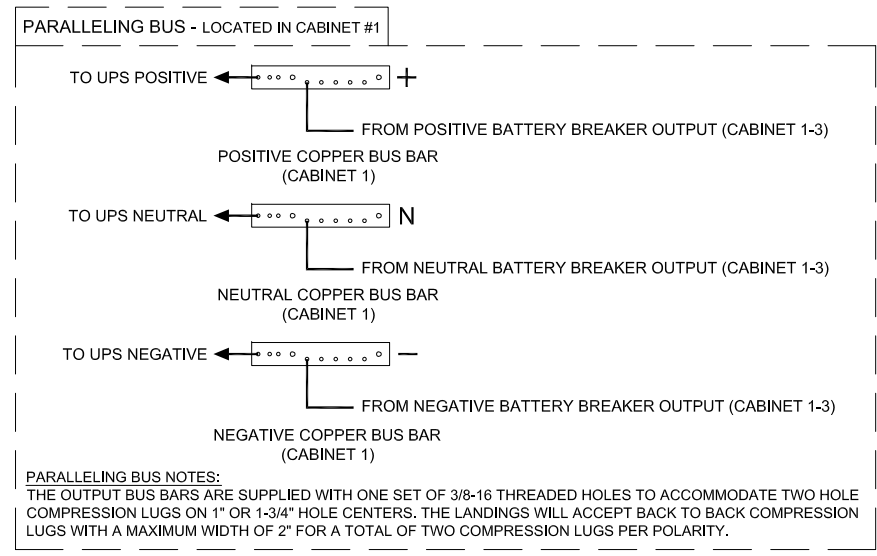 PARALLELING BUS - LOCATED IN CABINET #1
TO UPS POSITIVE
+
FROM POSITIVE BATTERY BREAKER OUTPUT (CABINET 1-3)
POSITIVE COPPER BUS BAR
(CABINET 1)
TO UPS NEUTRAL
N
FROM NEUTRAL BATTERY BREAKER OUTPUT (CABINET 1-3)
NEUTRAL COPPER BUS BAR
(CABINET 1)
TO UPS NEGATIVE
—
FROM NEGATIVE BATTERY BREAKER OUTPUT (CABINET 1-3)
NEGATIVE COPPER BUS BAR
(CABINET 1)
PARALLELING BUS NOTES:
THE OUTPUT BUS BARS ARE SUPPLIED WITH ONE SET OF 3/8-16 THREADED HOLES TO ACCOMMODATE TWO HOLE
COMPRESSION LUGS ON 1" OR 1-3/4" HOLE CENTERS. THE LANDINGS WILL ACCEPT BACK TO BACK COMPRESSION
LUGS WITH A MAXIMUM WIDTH OF 2" FOR A TOTAL OF TWO COMPRESSION LUGS PER POLARITY.